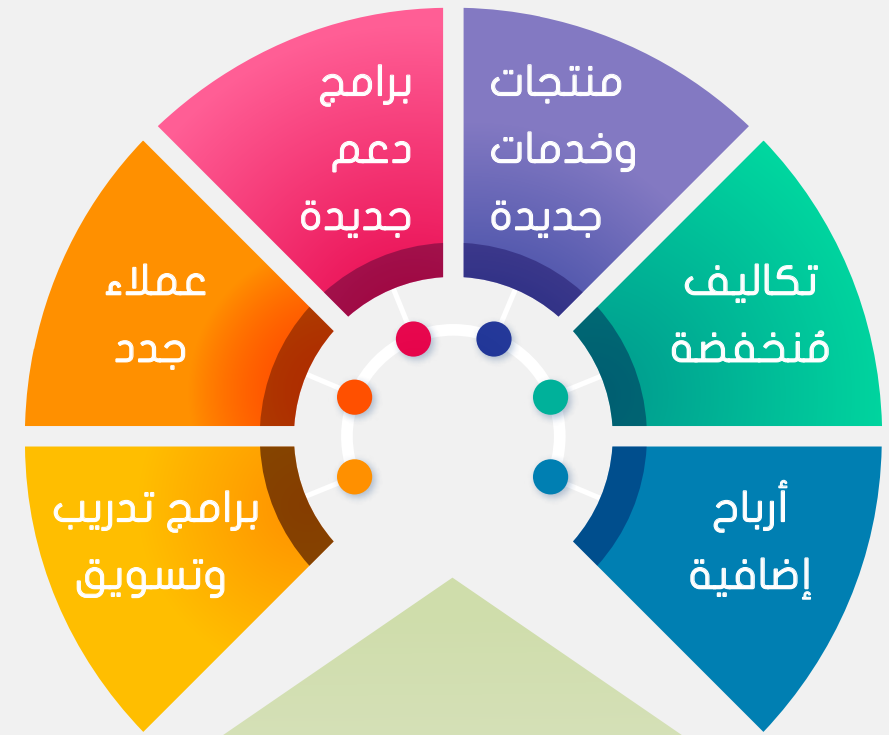 منتجات
وخدمات
جديدة
برامج
دعم
جديدة
تكاليف
مُنخفضة
عملاء
جدد
أرباح
إضافية
برامج تدريب
وتسويق